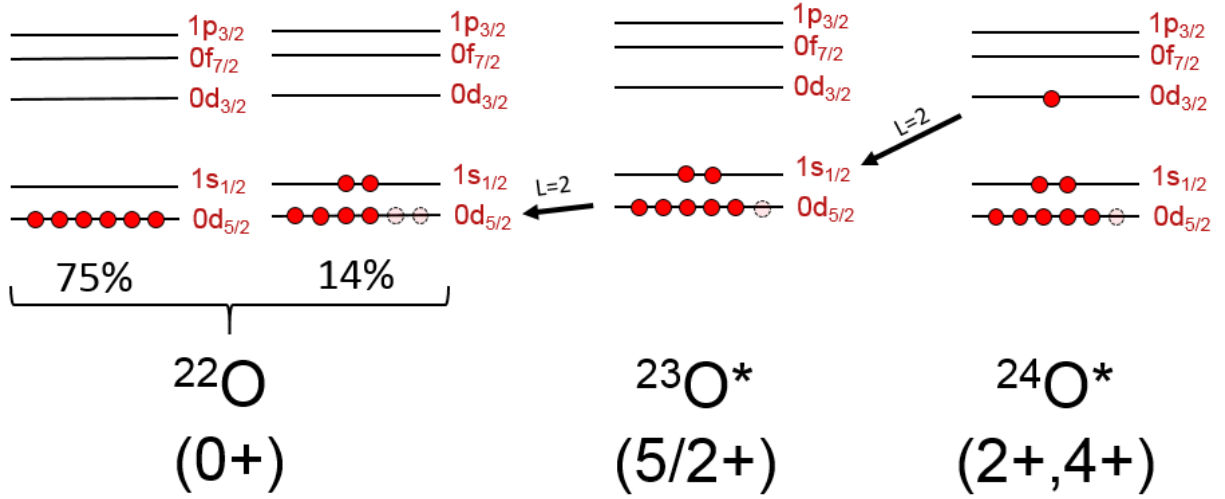 1p3/2 1p3/2 1p3/2 1p3/2
0f7/2 0f7/2 0f7/2 0f7/2
0d3/2 0d3/2 0d3/2 0d3/2
L=2
L=2
1s1/2 1s1/2 1s1/2 1s1/2
0d5/2 0d5/2 0d5/2 0d5/2
75% 14%
22O 23O* 24O*
(0+) (5/2+) (2+,4+)